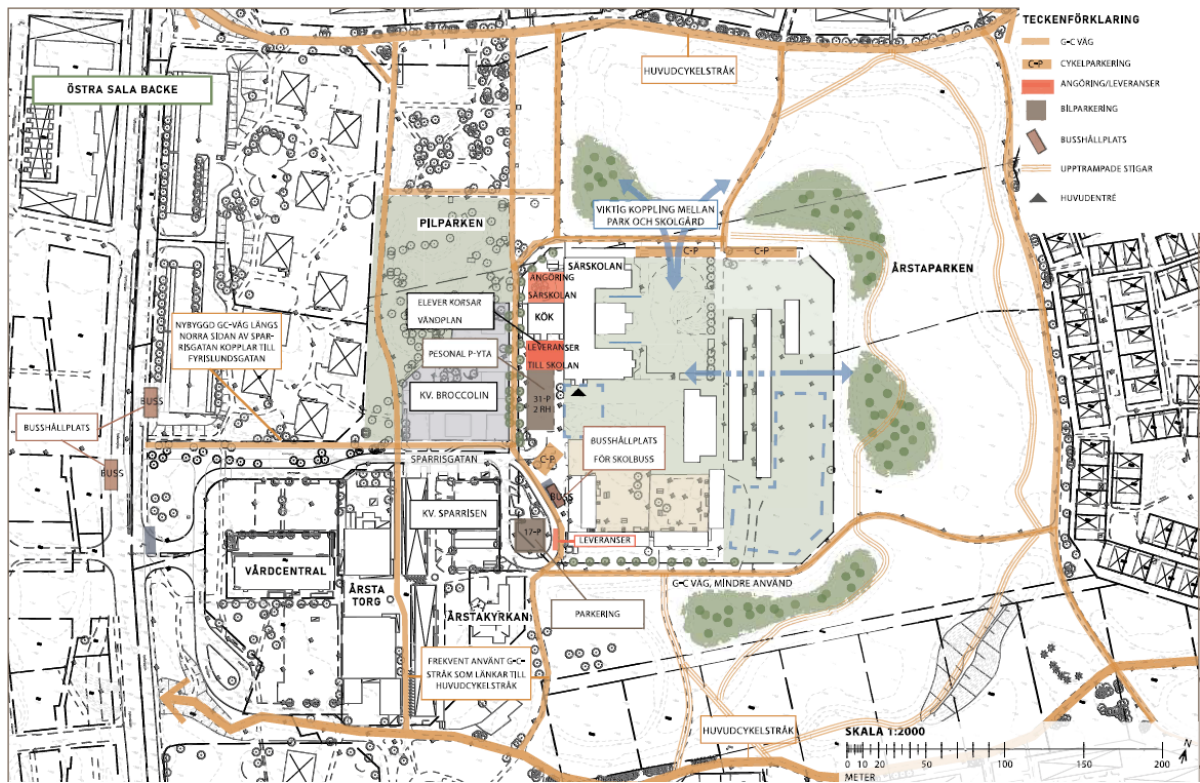 TECKENFÖRKLARING
G-C VÄG
C-P
CYKELPARKERING
ANGÖRING/LEVERANSER
BILPARKERING
BUSSHÅLLPLATS
UPPTRAMPADE STIGAR
HUVUDENTRÉ
HUVUDCYKELSTRÅK
ÖSTRA SALA BACKE
PILPARKEN
VIKTIG KOPPLING MELLAN
PARK OCH SKOLGÅRD
C-P
C-P
ÅRSTAPARKEN
SÄRSKOLAN
ANGÖRING
SÄRSKOLAN
KÖK
ELEVER KORSAR
VÄNDPLAN
LEVERANSER
TILL SKOLAN
PESONAL P-YTA
NYBYGGD GC-VÄG LÄNGS
NORRA SIDAN AV SPAR-
RISGATAN KOPPLAR TILL
FYRISLUNDSGATAN
KV. BROCCOLIN
31-P
2 RH
BUSS
BUSSHÅLLPLATS
BUSS
SPARRISGATAN
C-P
BUSSHÅLLPLATS
FÖR SKOLBUSS
BUSS
KV. SPARRISEN
17-P
LEVERANSER
VÅRDCENTRAL
ÅRSTA
TORG
ÅRSTAKYRKAN
PARKERING
G-C VÄG, MINDRE ANVÄND
FREKVENT ANVÄNT G-C-
STRÅK SOM LÄNKAR TILL
HUVUDCYKELSTRÅK
HUVUDCYKELSTRÅK
SKALA 1:2000
N
0 10 20 50 100 150 200
METER